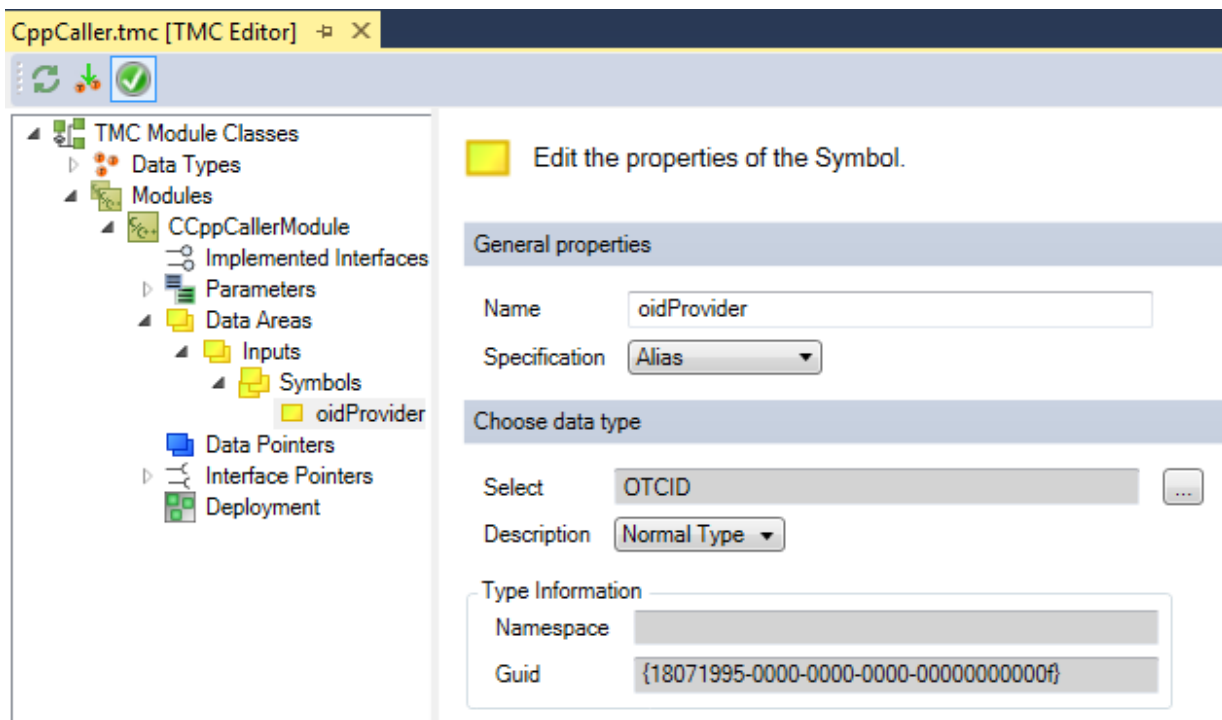 CppCaller.tmc [TMC Editor]
TMC Module Classes
Data Types
Modules
CCppCallerModule
Implemented Interfaces
Parameters
Data Areas
Inputs
Symbols
oidProvider
Data Pointers
Interface Pointers
Deployment
Edit the properties of the Symbol.
General properties
Name oidProvider
Specification Alias
Choose data type
Select OTCID ...
Description Normal Type
Type Information
Namespace
Guid {18071995-0000-0000-0000-00000000000f}